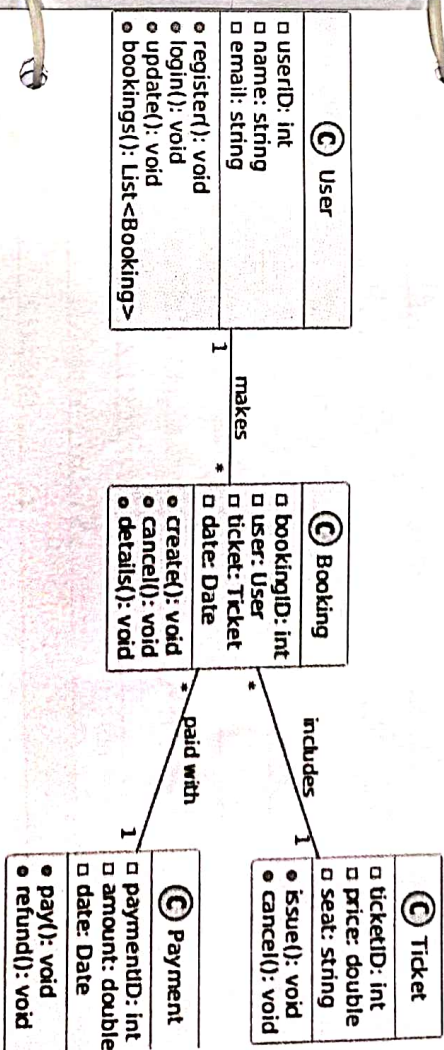 C User
userID: int
name: string
email: string
register(): void
login(): void
update(): void
bookings(): List<Booking>
1
makes
*
C Booking
bookingID: int
user: User
ticket: Ticket
date: Date
create(): void
cancel(): void
details(): void
*
includes
1
C Ticket
ticketID: int
price: double
seat: string
issue(): void
cancel(): void
*
paid with
1
C Payment
paymentID: int
amount: double
date: Date
pay(): void
refund(): void